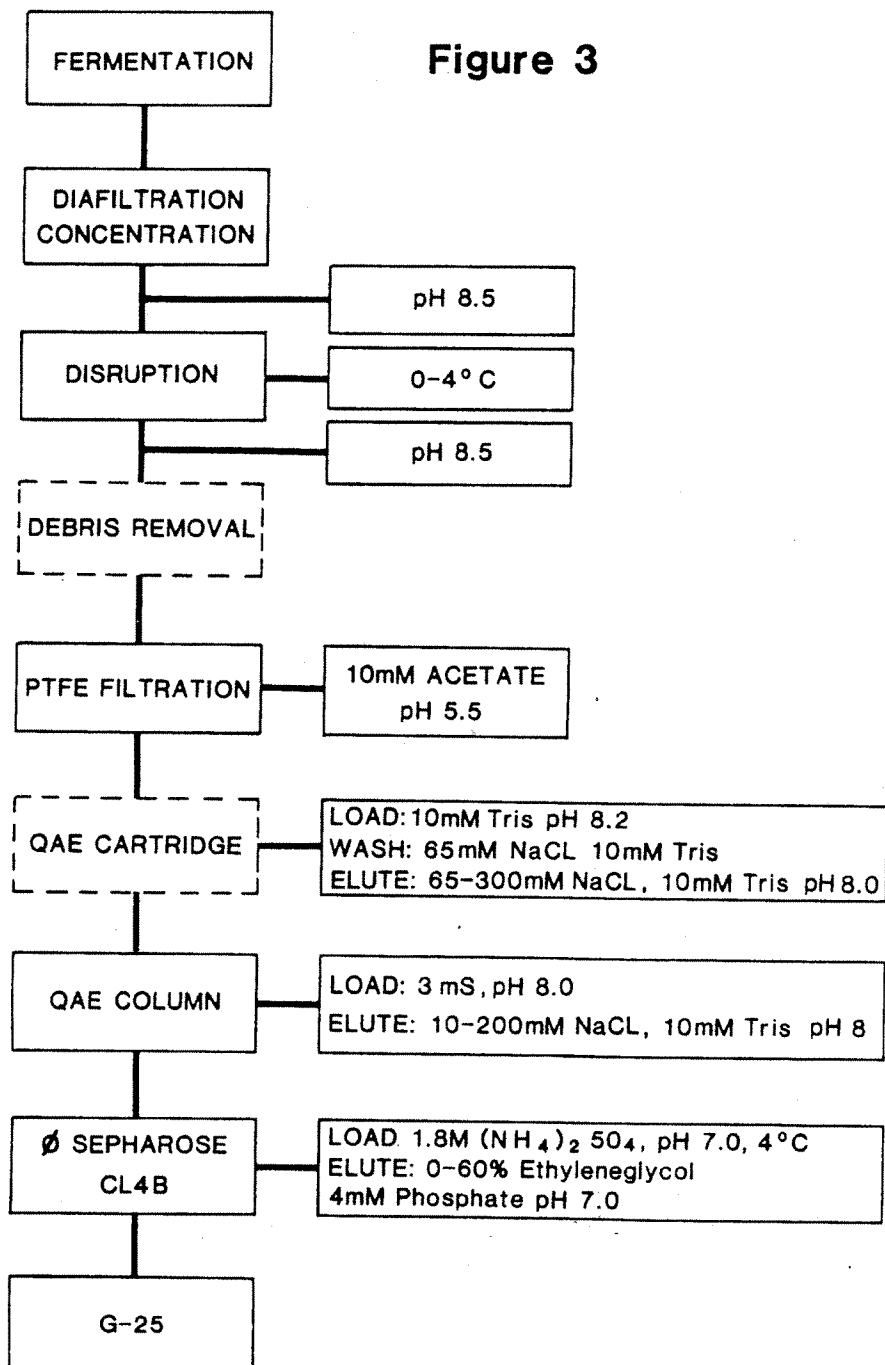 Figure 3
FERMENTATION
DIAFILTRATION
CONCENTRATION
pH 8.5
DISRUPTION
0-4° C
pH 8.5
DEBRIS REMOVAL
PTFE FILTRATION
10mM ACETATE
pH 5.5
QAE CARTRIDGE
LOAD: 10mM Tris pH 8.2
WASH: 65mM NaCL 10mM Tris
ELUTE: 65-300mM NaCL, 10mM Tris pH 8.0
QAE COLUMN
LOAD: 3 mS, pH 8.0
ELUTE: 10-200mM NaCL, 10mM Tris pH 8
Ø SEPHAROSE
CL4B
LOAD 1.8M (NH₄)₂ 5O₄, pH 7.0, 4°C
ELUTE: 0-60% Ethyleneglycol
4mM Phosphate pH 7.0
G-25